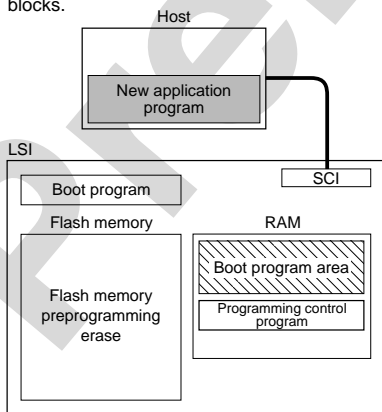 blocks.
Host
New application
program
LSI
SCI
Boot program
Flash memory
RAM
Boot program area
Flash memory
preprogramming
erase
Programming control
program